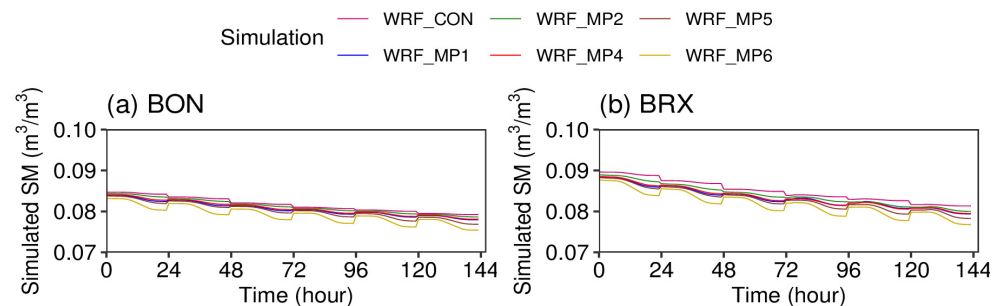 Simulation
WRF_CON WRF_MP2 WRF_MP5
WRF_MP1 WRF_MP4 WRF_MP6
(a) BON
Simulated SM (m³/m³)
0.10
0.09
0.08
0.07
0 24 48 72 96 120 144
Time (hour)
(b) BRX
Simulated SM (m³/m³)
0.10
0.09
0.08
0.07
0 24 48 72 96 120 144
Time (hour)